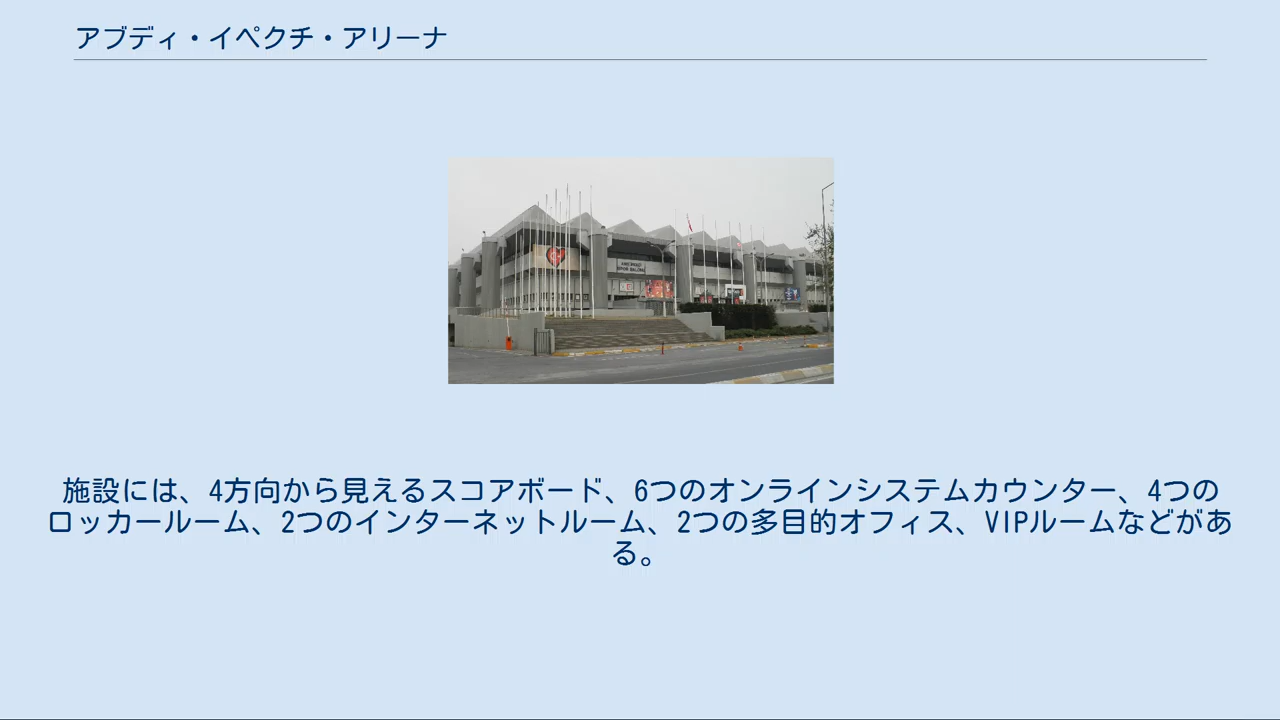 アブディ・イペクチ・アリーナ
施設には、4方向から見えるスコアボード、6つのオンラインシステムカウンター、4つの
ロッカールーム、2つのインターネットルーム、2つの多目的オフィス、VIPルームなどがあ
る。